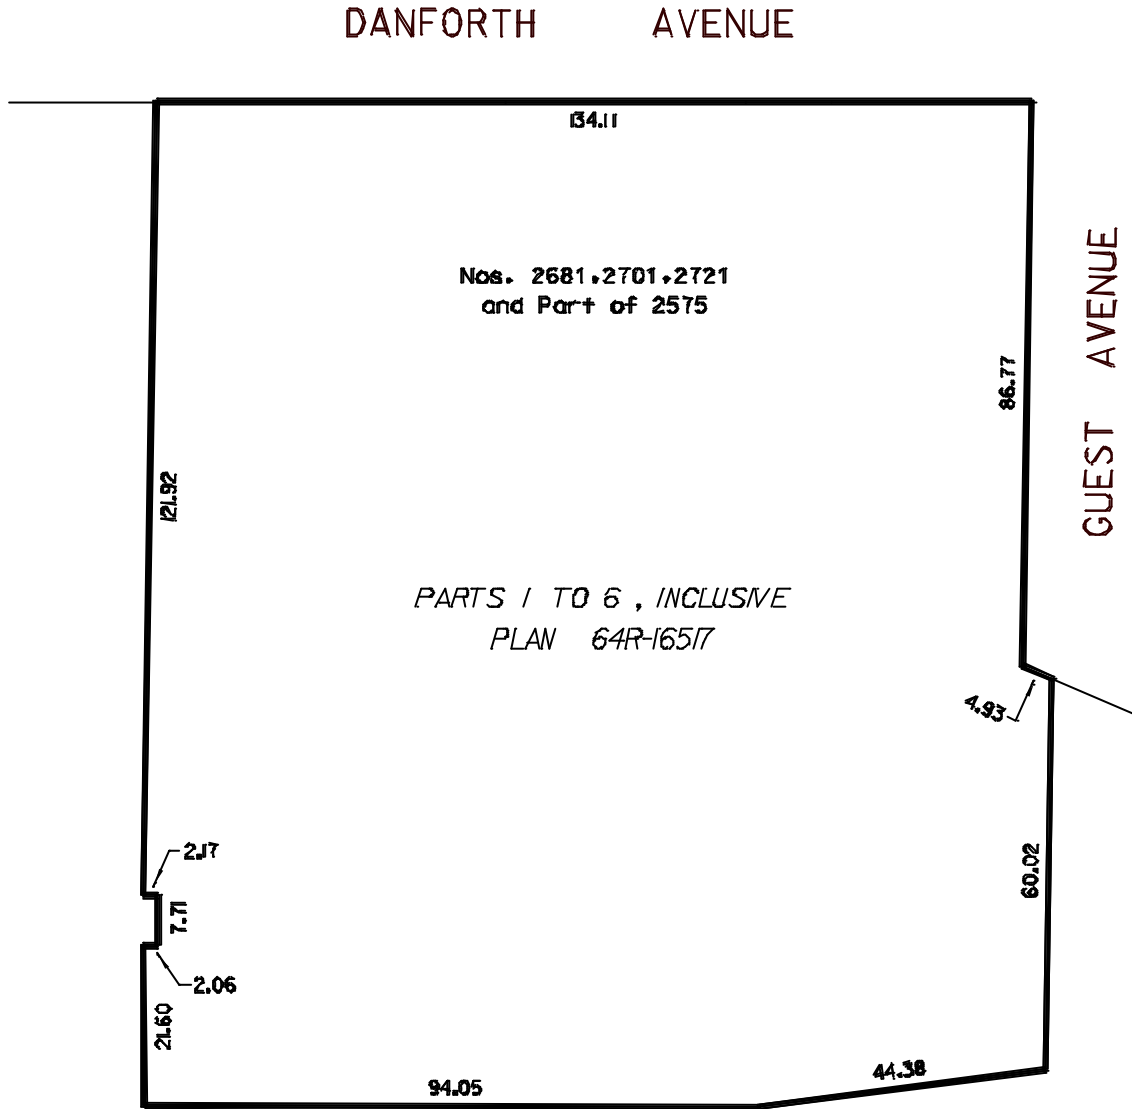 DANFORTH AVENUE
134.11
Nos. 2681,2701,2721
and Part of 2575
GUEST AVENUE
86.77
121.92
PARTS 1 TO 6 , INCLUSIVE
PLAN 64R-16517
4.93
2.17
60.02
7.71
2.06
21.60
44.38
94.05